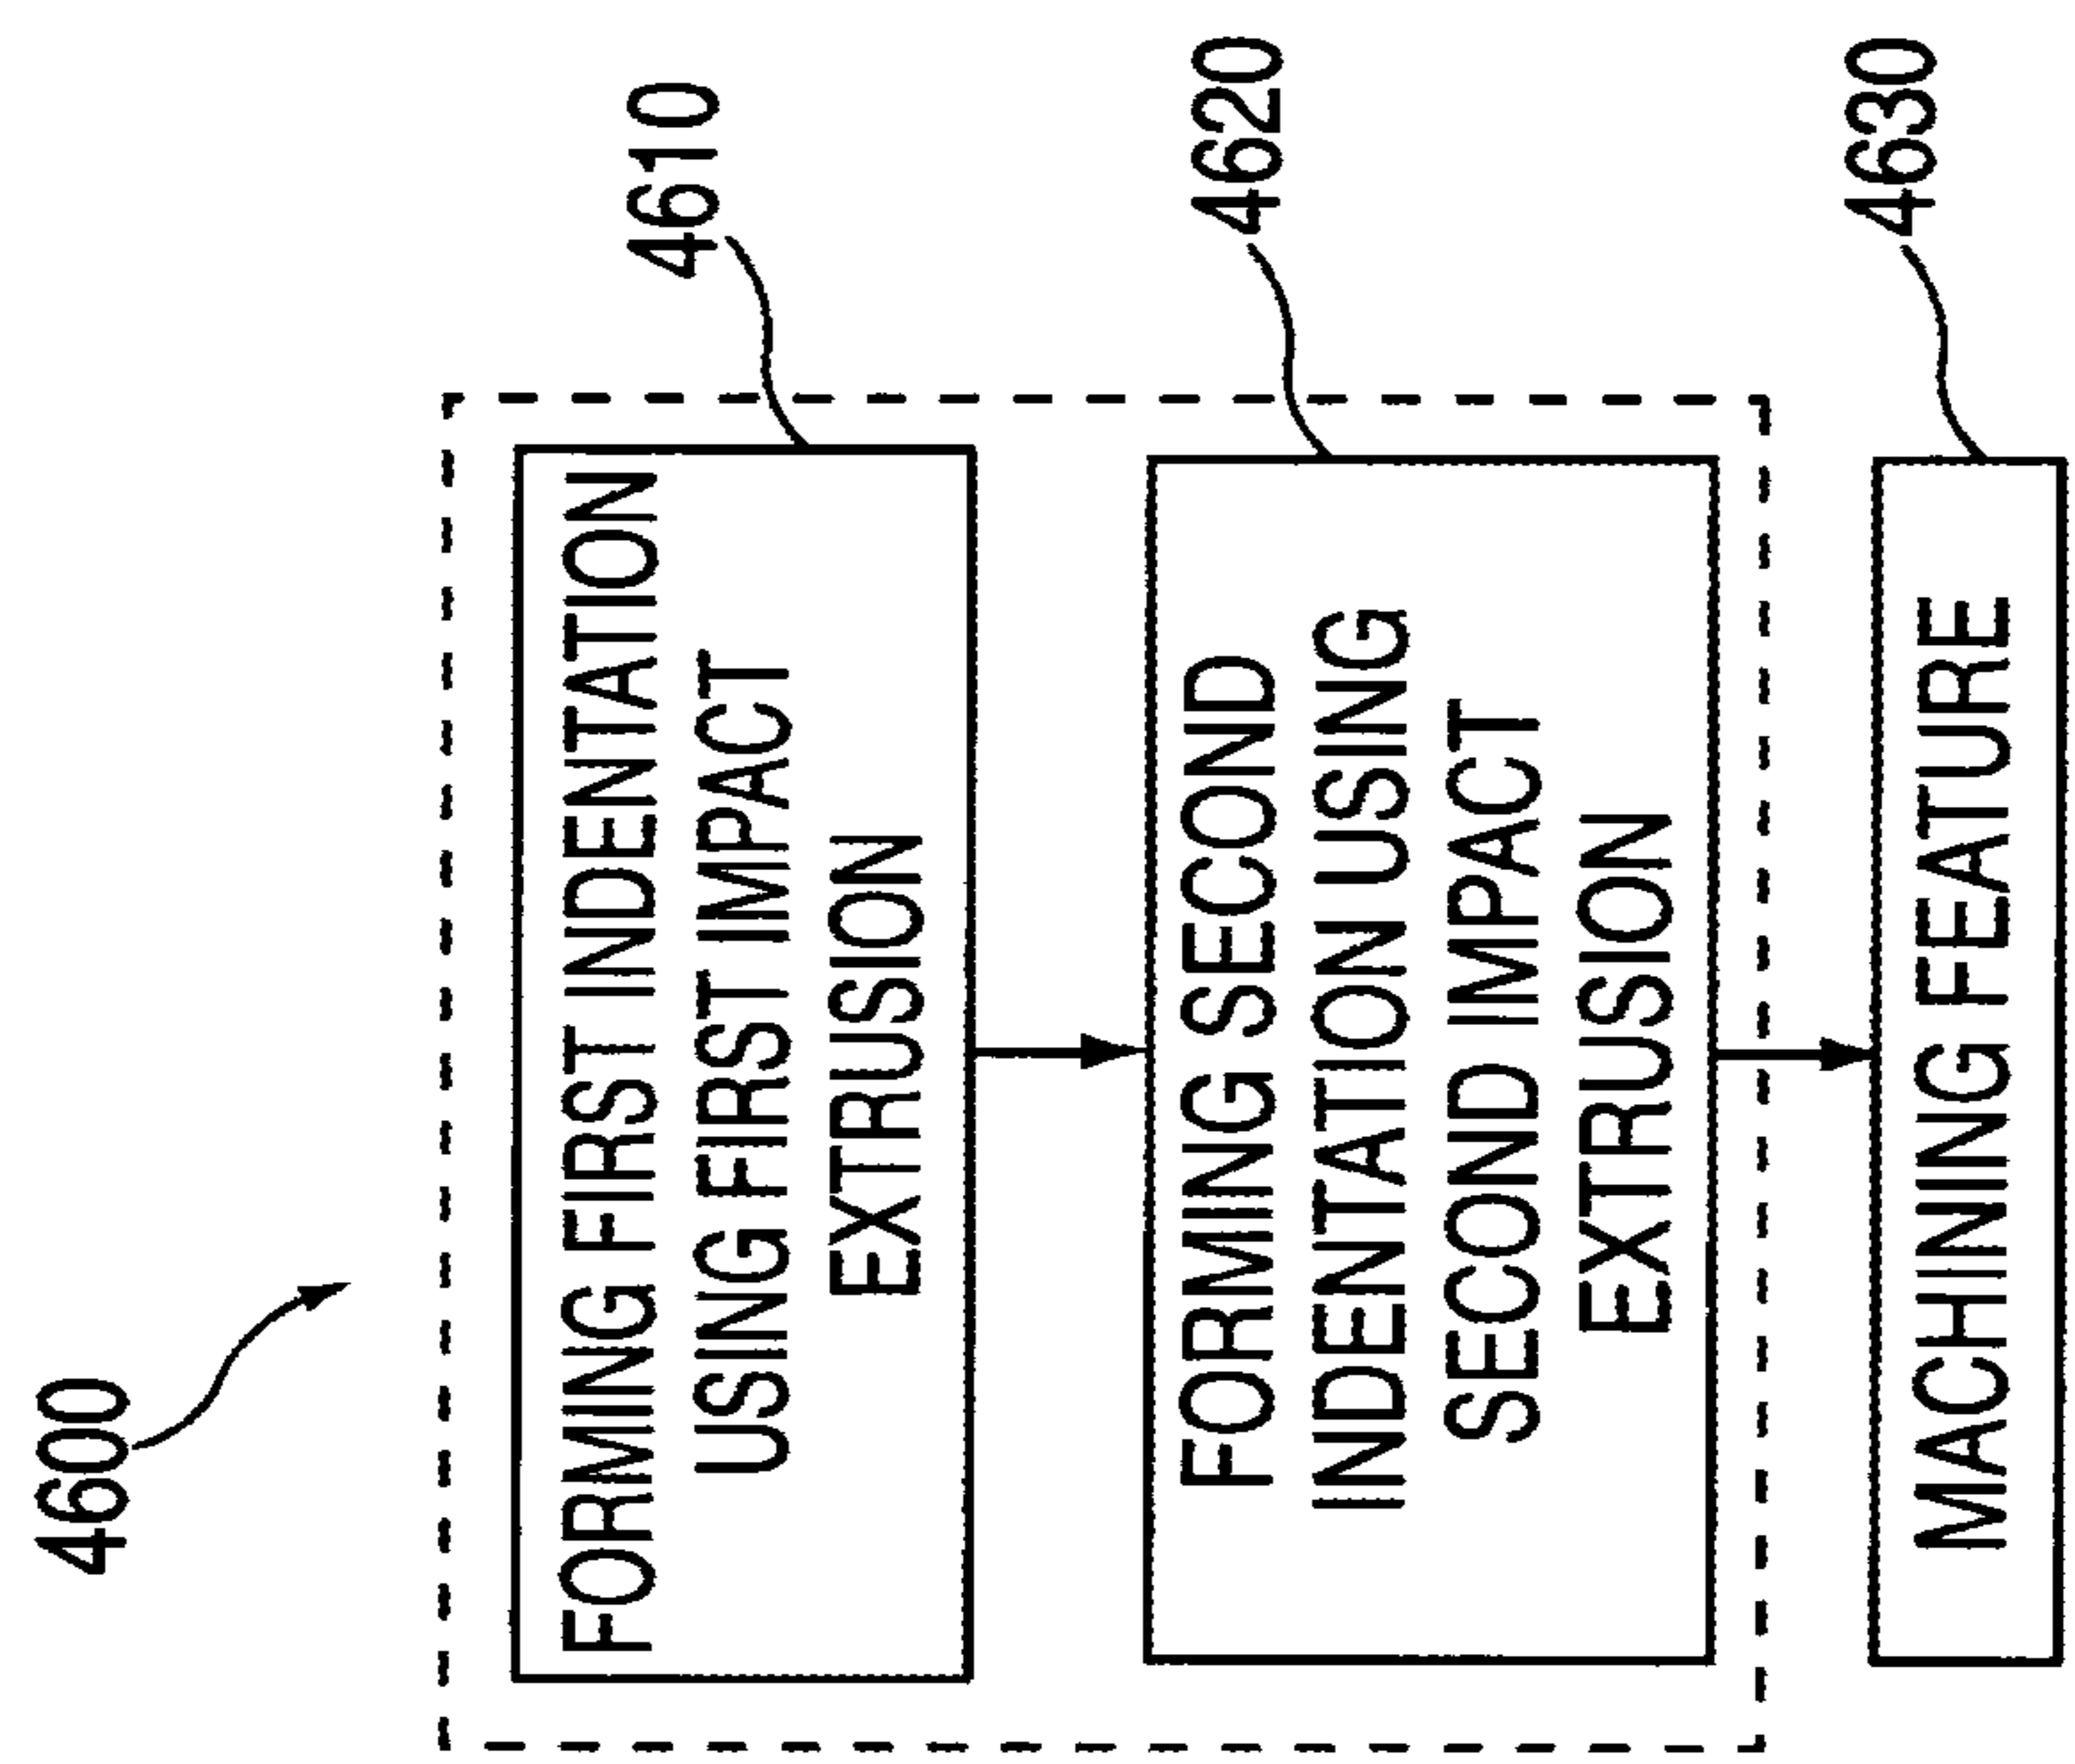 4600
FORMING FIRST INDENTATION
USING FIRST IMPACT
EXTRUSION
4610
FORMING SECOND
INDENTATION USING
SECOND IMPACT
EXTRUSION
4620
MACHINING FEATURE
4630